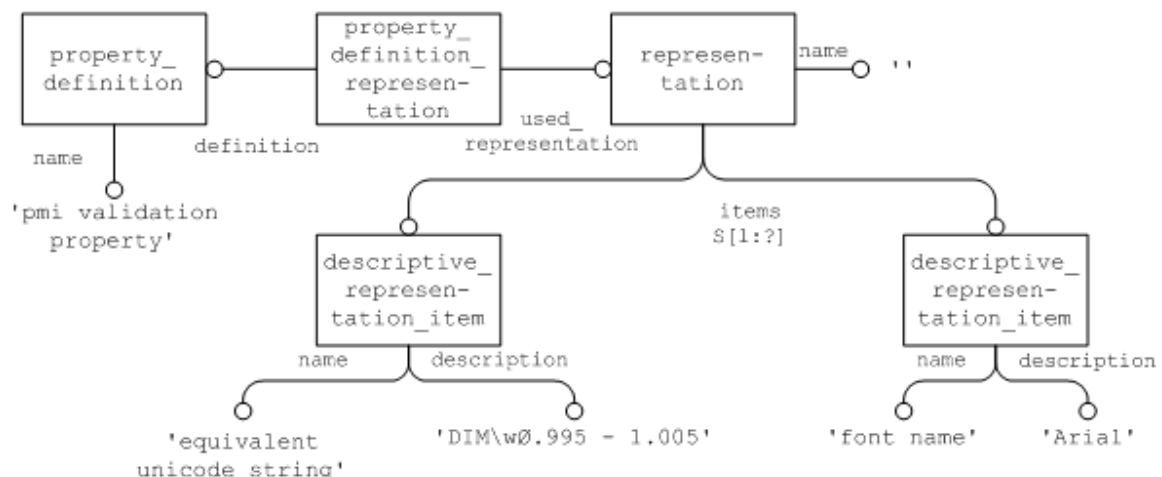 property_
definition
property_
definition_
represen-
tation
represen-
tation
name
''
name
definition
used_
representation
'pmi validation
property'
items
S[1:?]
descriptive_
represen-
tation_item
descriptive_
represen-
tation_item
name
description
name
description
'equivalent
unicode string'
'DIM\wØ.995 - 1.005'
'font name'
'Arial'